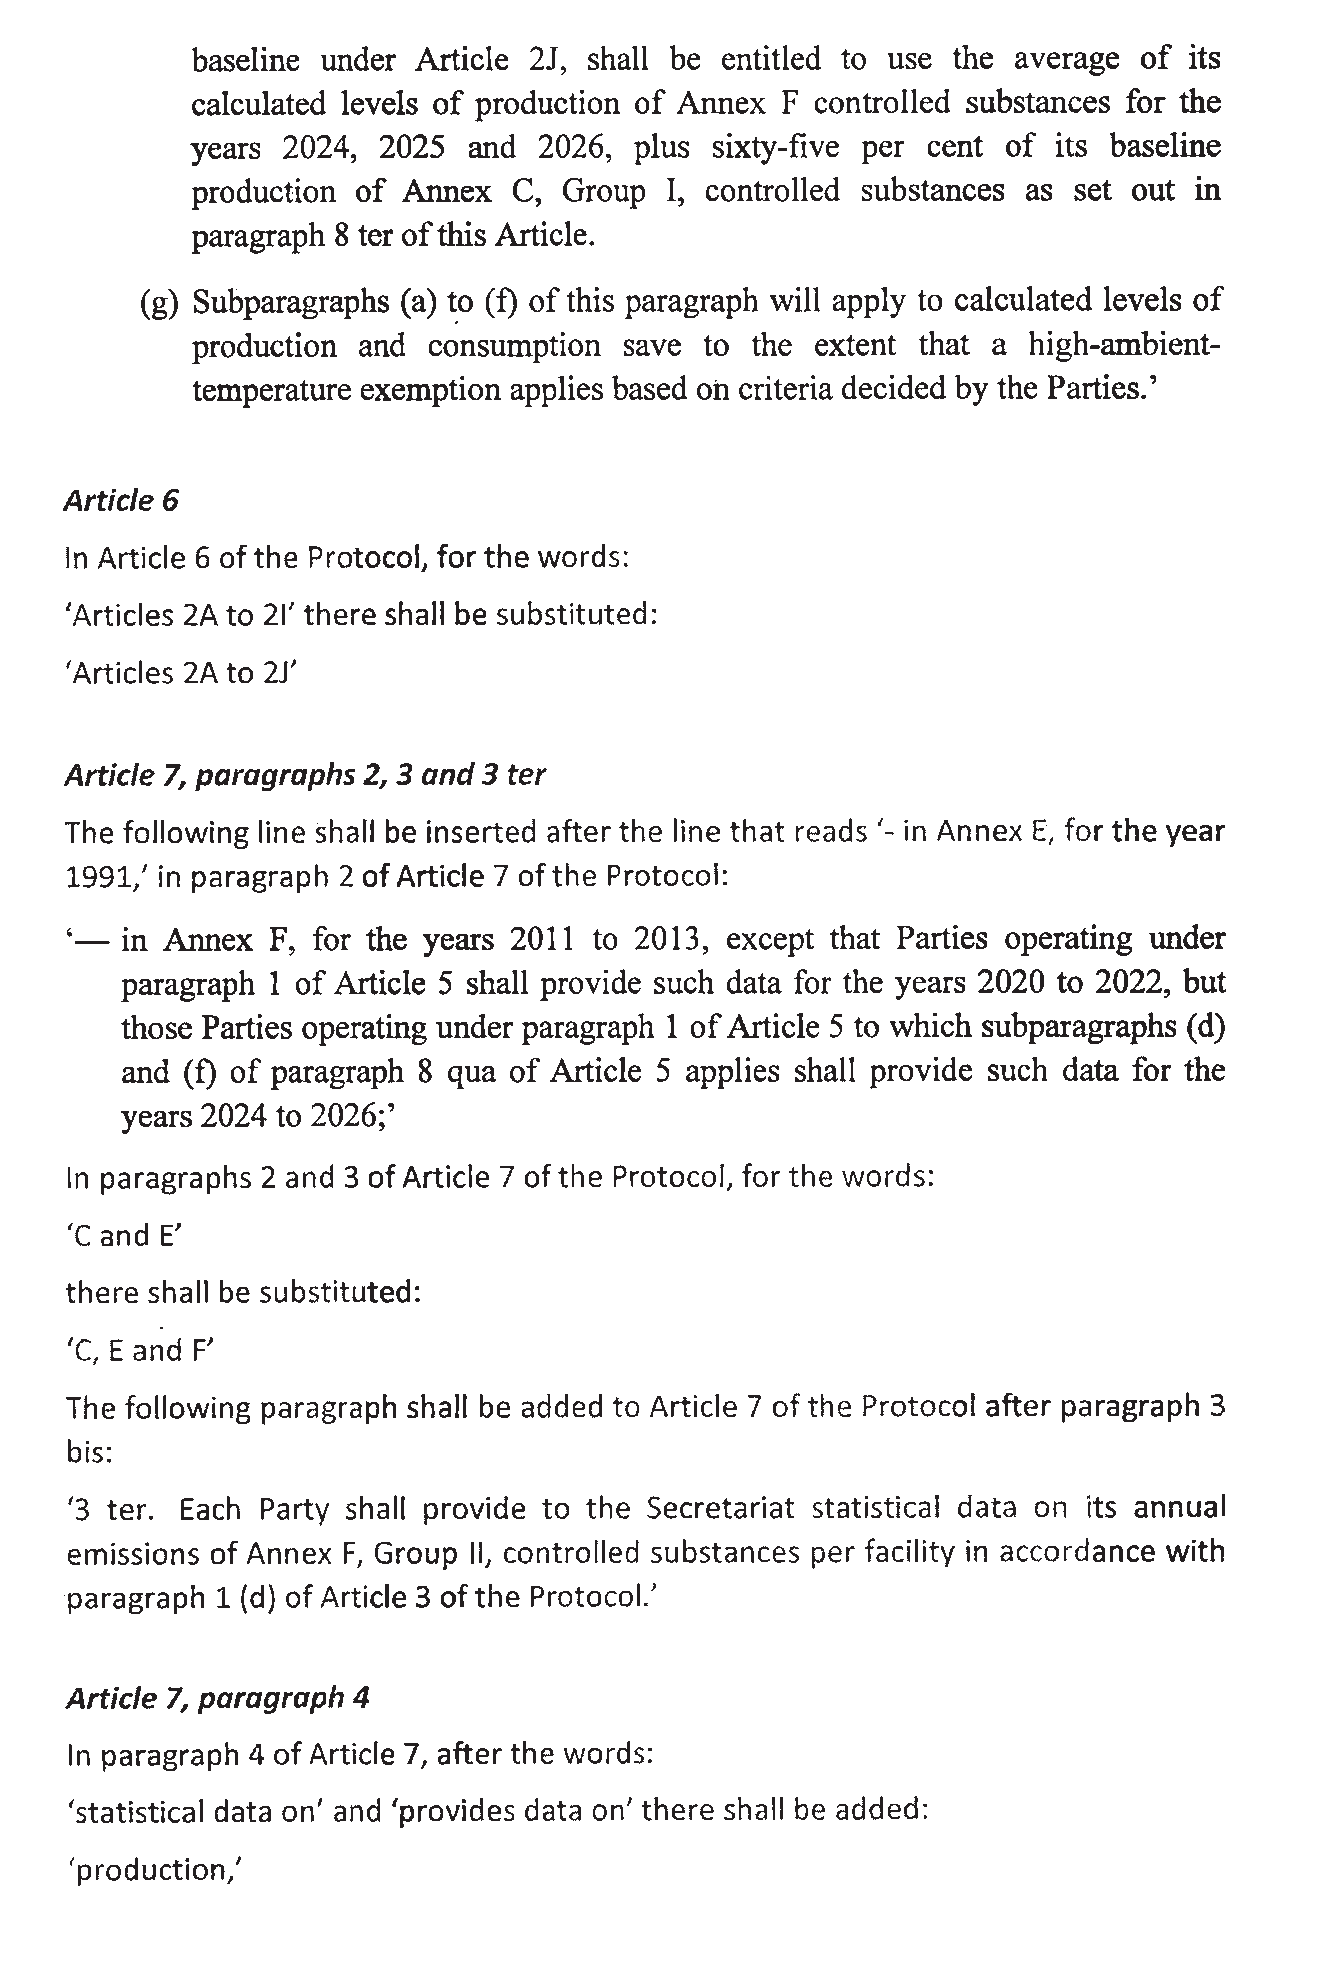 baseline under Article 2J, shall be entitled to use the average of its
calculated levels of production of Annex F controlled substances for the
years 2024, 2025 and 2026, plus sixty-five per cent of its baseline
production of Annex C, Group I, controlled substances as set out in
paragraph 8 ter of this Article.
(g) Subparagraphs (a) to (f) of this paragraph will apply to calculated levels of
production and consumption save to the extent that a high-ambient-
temperature exemption applies based on criteria decided by the Parties.’
Article 6
In Article 6 of the Protocol, for the words:
‘Articles 2A to 2I’ there shall be substituted:
‘Articles 2A to 2J’
Article 7, paragraphs 2, 3 and 3 ter
The following line shall be inserted after the line that reads ‘- in Annex E, for the year
1991,’ in paragraph 2 of Article 7 of the Protocol:
‘— in Annex F, for the years 2011 to 2013, except that Parties operating under
paragraph 1 of Article 5 shall provide such data for the years 2020 to 2022, but
those Parties operating under paragraph 1 of Article 5 to which subparagraphs (d)
and (f) of paragraph 8 qua of Article 5 applies shall provide such data for the
years 2024 to 2026;’
In paragraphs 2 and 3 of Article 7 of the Protocol, for the words:
‘C and E’
there shall be substituted:
‘C, E and F’
The following paragraph shall be added to Article 7 of the Protocol after paragraph 3
bis:
‘3 ter. Each Party shall provide to the Secretariat statistical data on its annual
emissions of Annex F, Group II, controlled substances per facility in accordance with
paragraph 1 (d) of Article 3 of the Protocol.’
Article 7, paragraph 4
In paragraph 4 of Article 7, after the words:
‘statistical data on’ and ‘provides data on’ there shall be added:
‘production,’